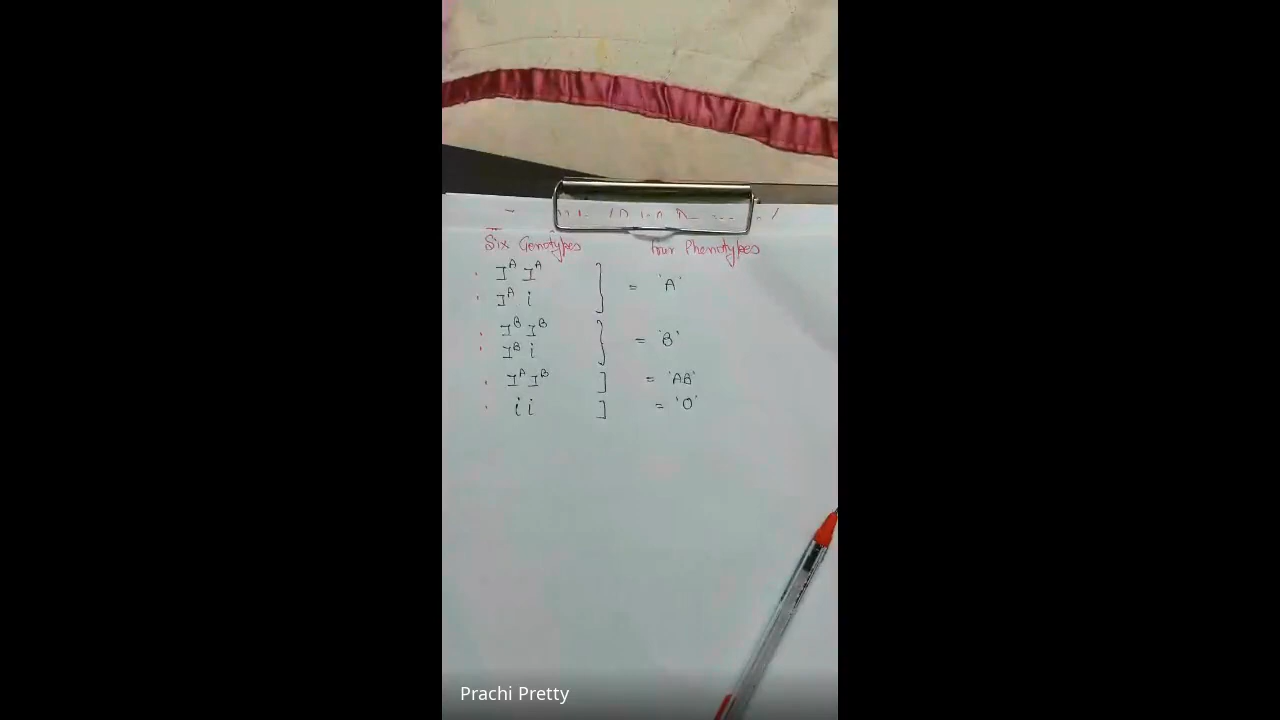 Six Genotypes four Phenotypes
I^A I^A
I^A i ] = 'A'
I^B I^B
I^B i } = 'B'
I^A I^B ] = 'AB'
i i ] = 'O'
Prachi Pretty